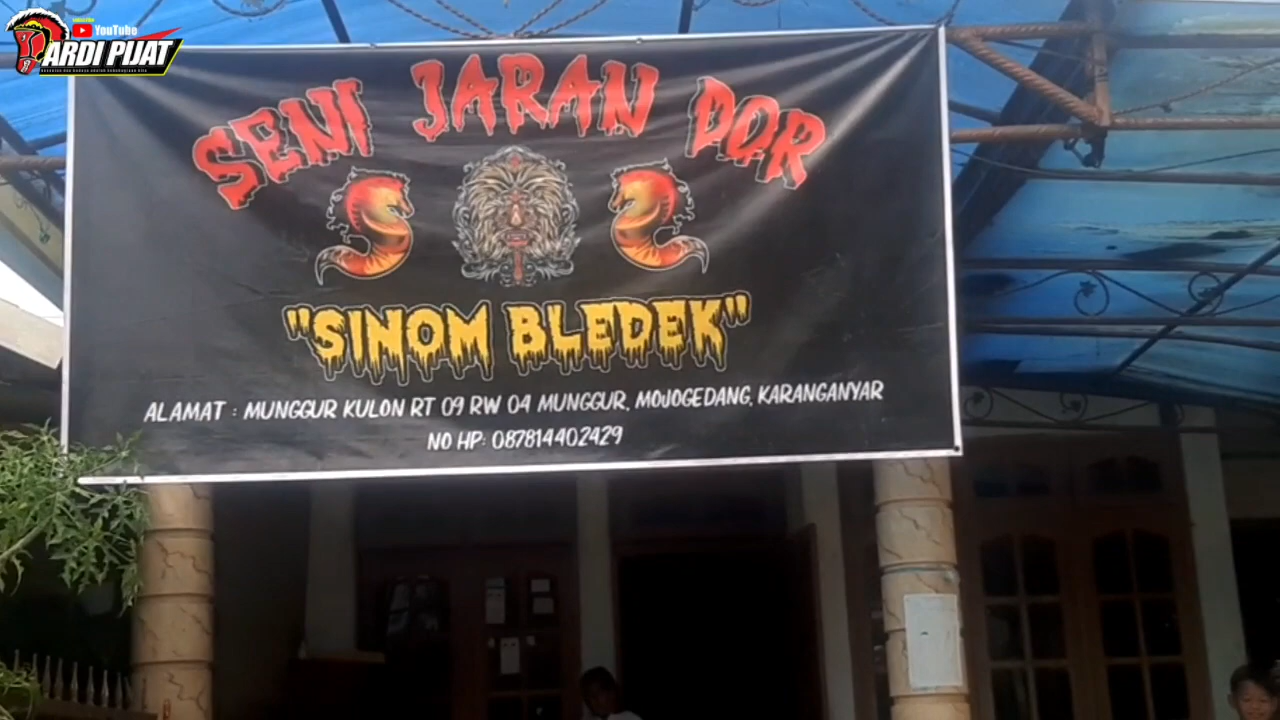 SUBSCRIBE
YouTube
ARDI PIJAT
SENI JARAN DOR
"SINOM BLEDEK"
ALAMAT : MUNGGUR KULON RT 09 RW 04 MUNGGUR, MOJOGEDANG, KARANGANYAR
NO HP: 087814402429